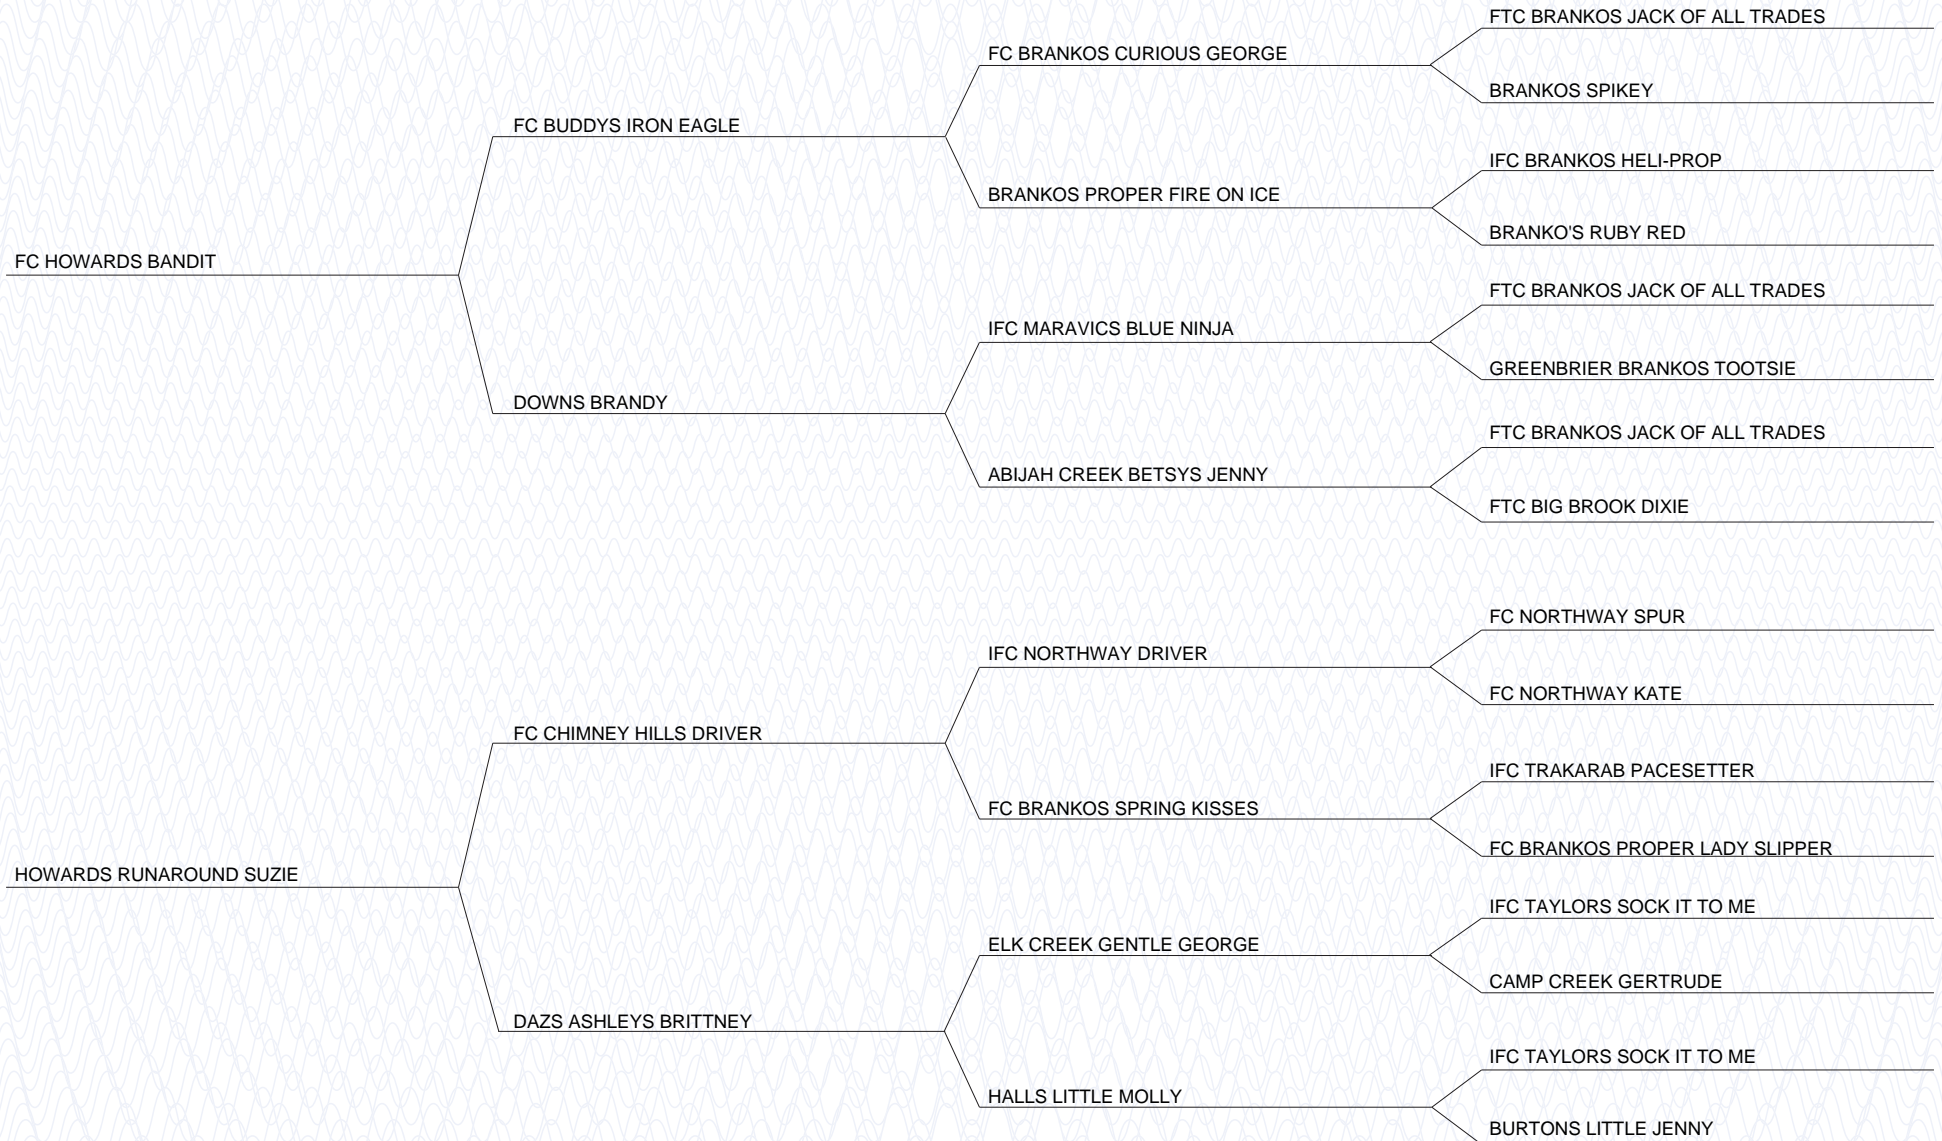 FTC BRANKOS JACK OF ALL TRADES
FC BRANKOS CURIOUS GEORGE
BRANKOS SPIKEY
FC BUDDYS IRON EAGLE
IFC BRANKOS HELI-PROP
BRANKOS PROPER FIRE ON ICE
BRANKO'S RUBY RED
FC HOWARDS BANDIT
FTC BRANKOS JACK OF ALL TRADES
IFC MARAVICS BLUE NINJA
GREENBRIER BRANKOS TOOTSIE
DOWNS BRANDY
FTC BRANKOS JACK OF ALL TRADES
ABIJAH CREEK BETSYS JENNY
FTC BIG BROOK DIXIE
FC NORTHWAY SPUR
IFC NORTHWAY DRIVER
FC NORTHWAY KATE
FC CHIMNEY HILLS DRIVER
IFC TRAKARAB PACESETTER
FC BRANKOS SPRING KISSES
FC BRANKOS PROPER LADY SLIPPER
HOWARDS RUNAROUND SUZIE
IFC TAYLORS SOCK IT TO ME
ELK CREEK GENTLE GEORGE
CAMP CREEK GERTRUDE
DAZS ASHLEYS BRITTNEY
IFC TAYLORS SOCK IT TO ME
HALLS LITTLE MOLLY
BURTONS LITTLE JENNY